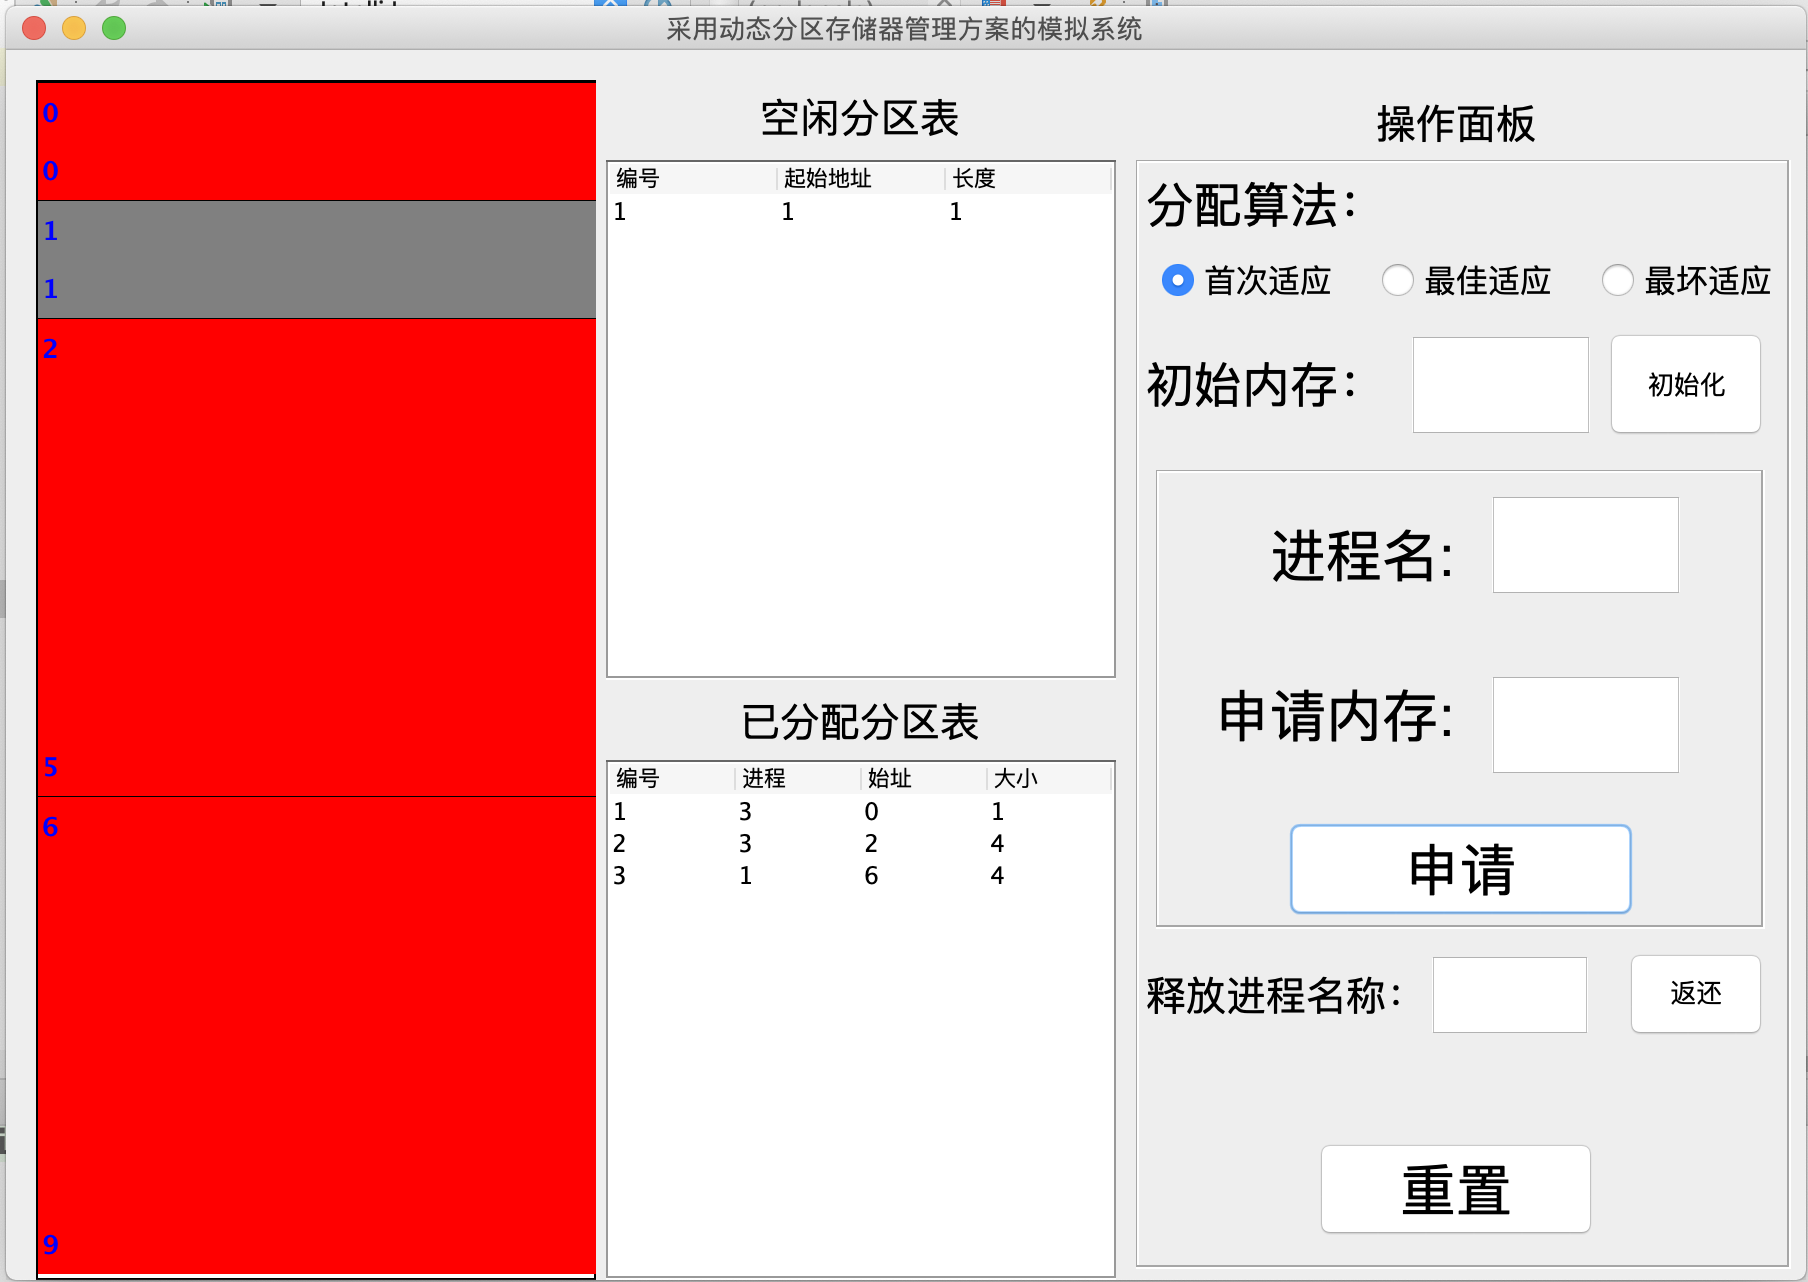 采用动态分区存储器管理方案的模拟系统
0
0
1
1
2
5
6
9
空闲分区表
编号 起始地址 长度
1 1 1
已分配分区表
编号 进程 始址 大小
1 3 0 1
2 3 2 4
3 1 6 4
操作面板
分配算法：
首次适应 最佳适应 最坏适应
初始内存： 初始化
进程名:
申请内存:
申请
释放进程名称： 返还
重置